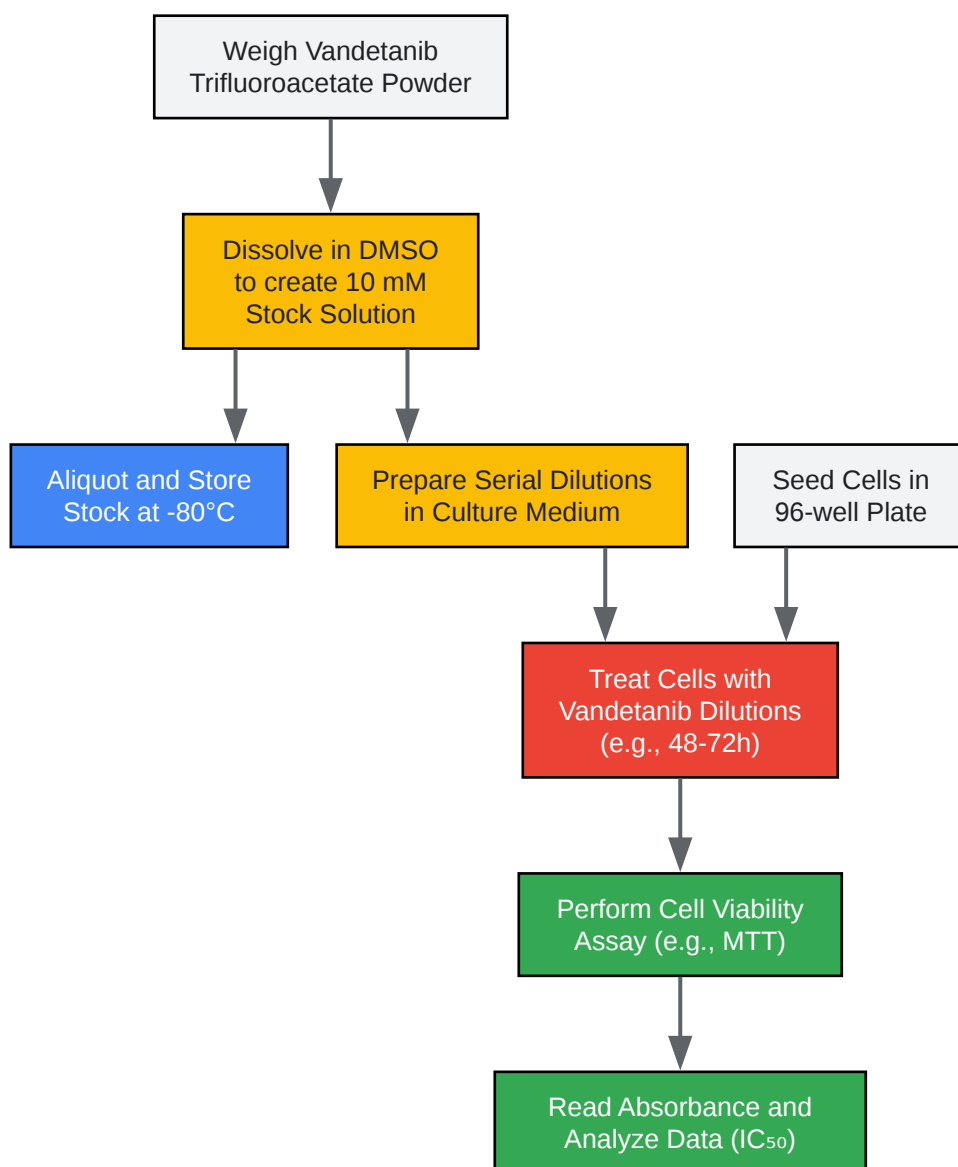 Weigh Vandetanib
Trifluoroacetate Powder
Dissolve in DMSO
to create 10 mM
Stock Solution
Aliquot and Store
Stock at -80°C
Prepare Serial Dilutions
in Culture Medium
Seed Cells in
96-well Plate
Treat Cells with
Vandetanib Dilutions
(e.g., 48-72h)
Perform Cell Viability
Assay (e.g., MTT)
Read Absorbance and
Analyze Data (IC₅₀)